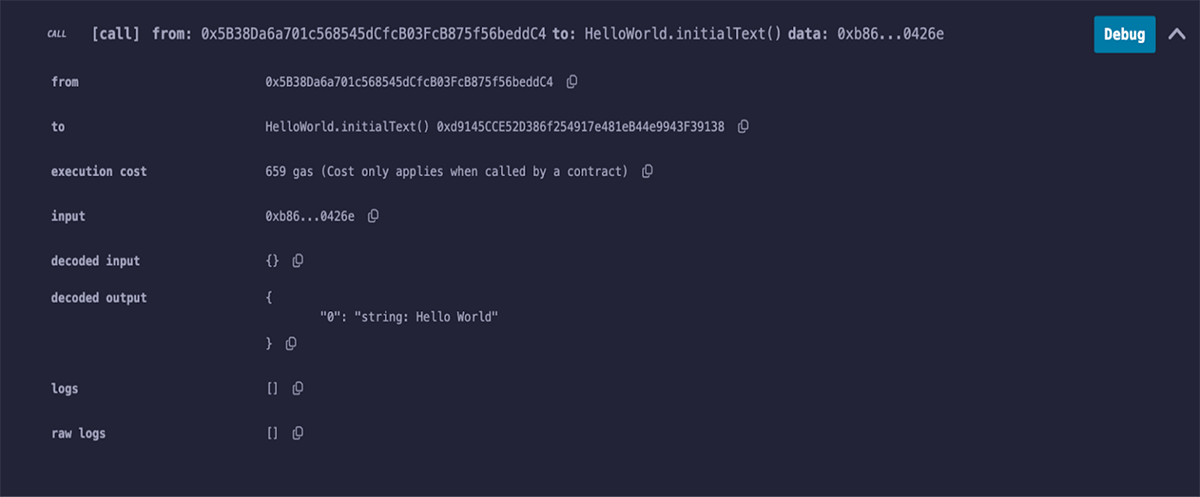 CALL [call] from: 0x5B38Da6a701c568545dCfcB03FcB875f56beddC4 to: HelloWorld.initialText() data: 0xb86...0426e Debug
from 0x5B38Da6a701c568545dCfcB03FcB875f56beddC4
to HelloWorld.initialText() 0xd9145CCE52D386f254917e481eB44e9943F39138
execution cost 659 gas (Cost only applies when called by a contract)
input 0xb86...0426e
decoded input {}
decoded output {
"0": "string: Hello World"
}
logs []
raw logs []